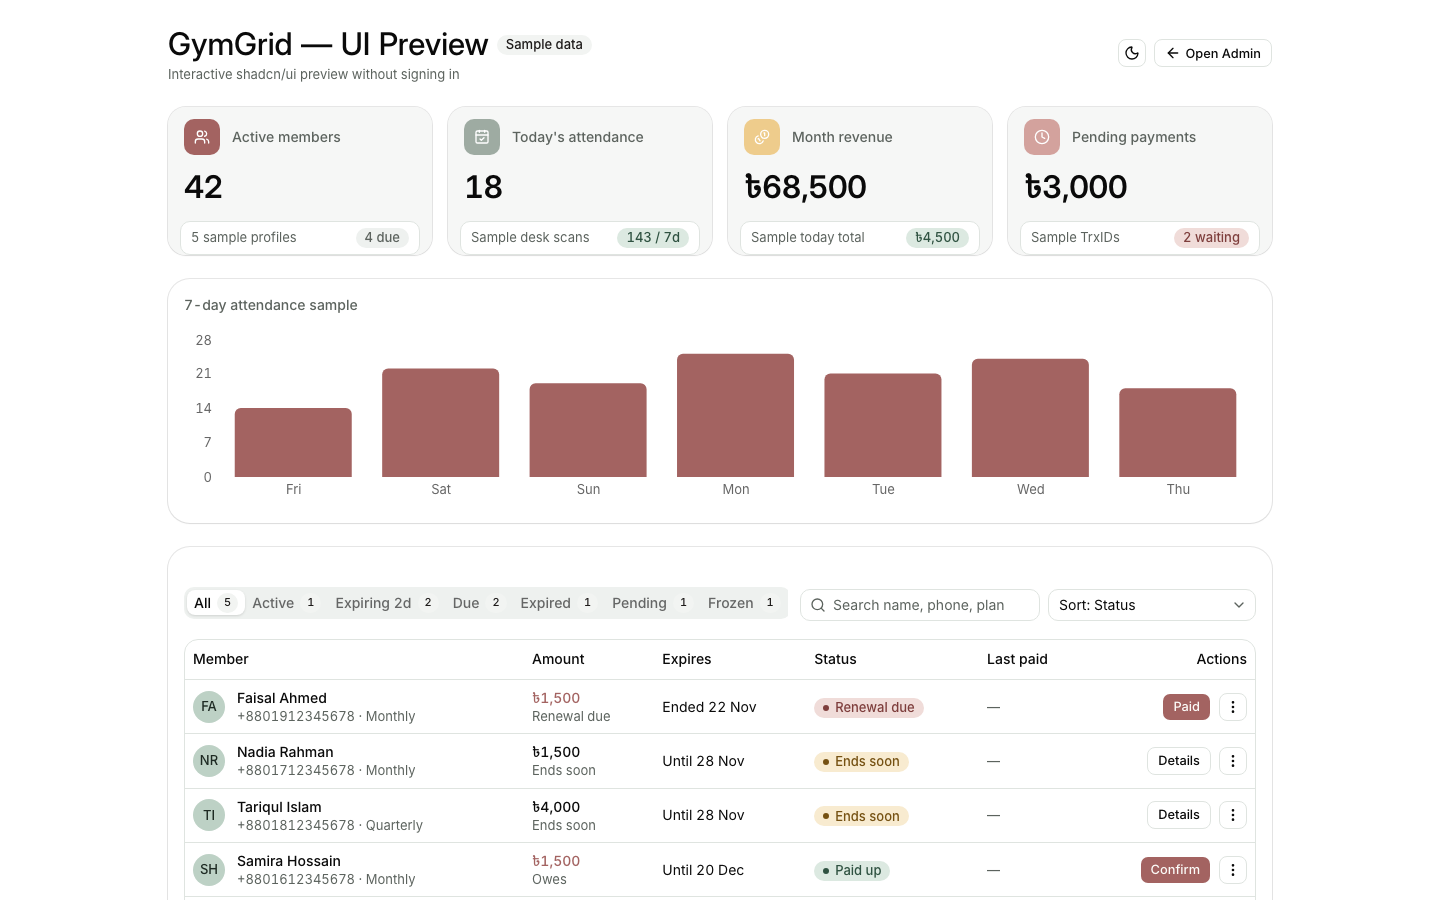 GymGrid — UI Preview Sample data
Interactive shadcn/ui preview without signing in
Open Admin
Active members
42
5 sample profiles 4 due
Today's attendance
18
Sample desk scans 143 / 7d
Month revenue
৳68,500
Sample today total ৳4,500
Pending payments
৳3,000
Sample TrxIDs 2 waiting
7-day attendance sample
28
21
14
7
0
Fri Sat Sun Mon Tue Wed Thu
All 5 Active 1 Expiring 2d 2 Due 2 Expired 1 Pending 1 Frozen 1
Search name, phone, plan
Sort: Status
Member Amount Expires Status Last paid Actions
FA Faisal Ahmed ৳1,500 Ended 22 Nov Renewal due — Paid
+8801912345678 · Monthly Renewal due
NR Nadia Rahman ৳1,500 Until 28 Nov Ends soon — Details
+8801712345678 · Monthly Ends soon
TI Tariqul Islam ৳4,000 Until 28 Nov Ends soon — Details
+8801812345678 · Quarterly Ends soon
SH Samira Hossain ৳1,500 Until 20 Dec Paid up — Confirm
+8801612345678 · Monthly Owes